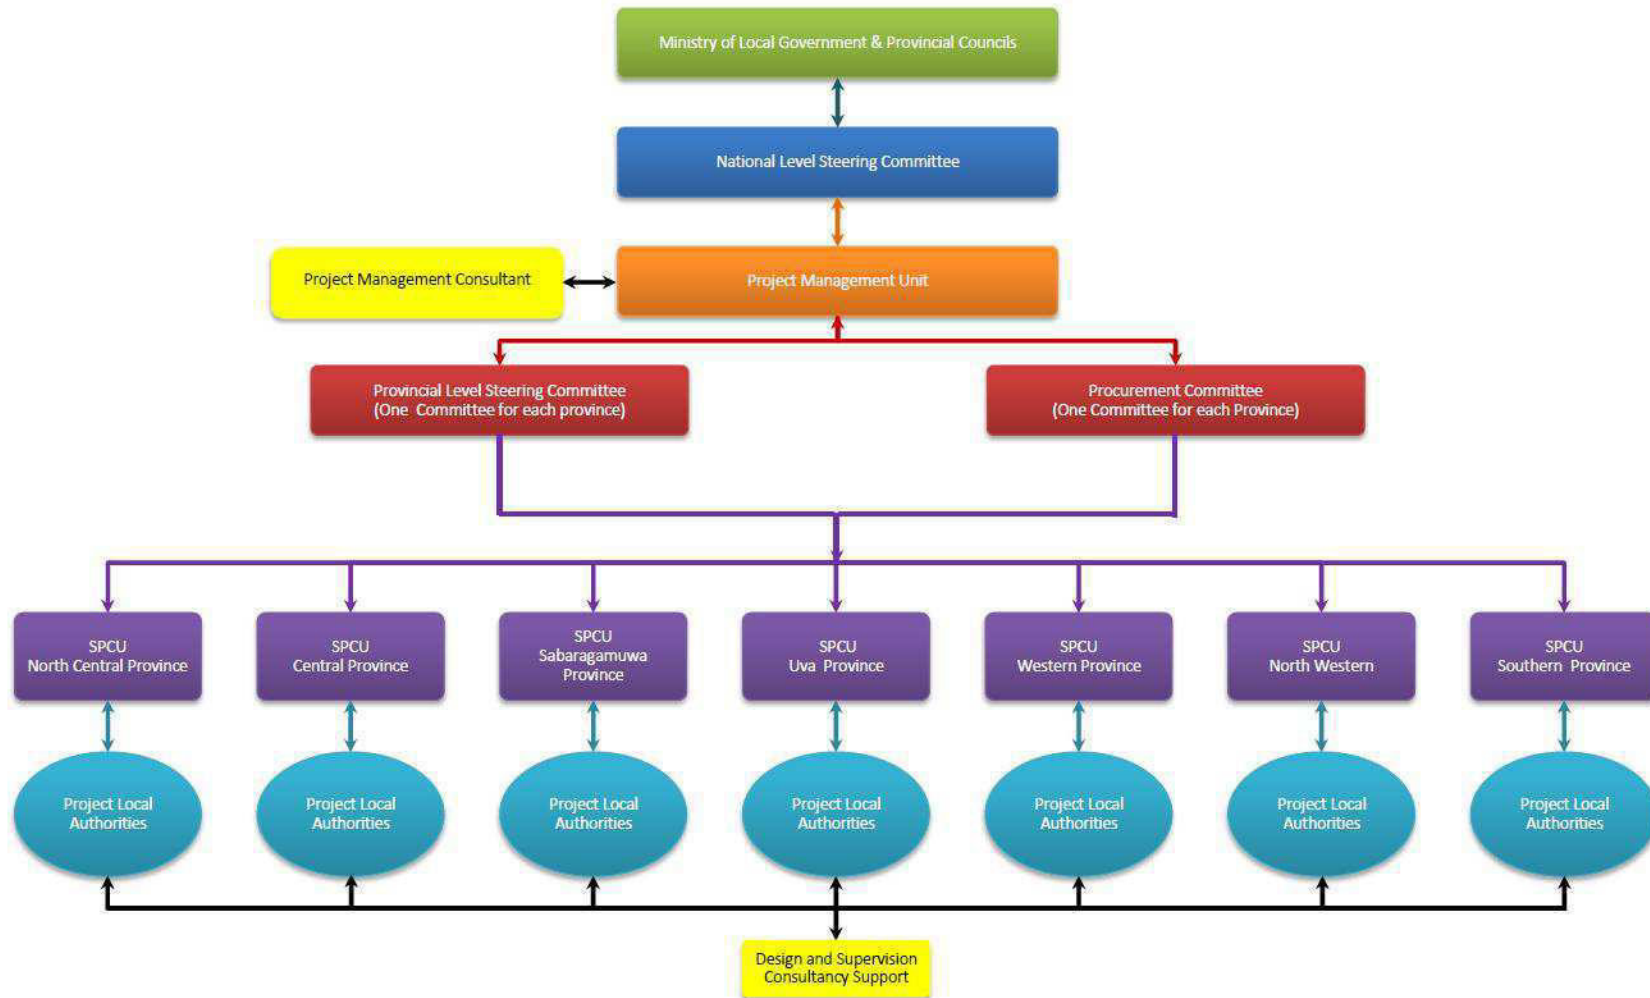 Ministry of Local Government & Provincial Councils
National Level Steering Committee
Project Management Consultant
Project Management Unit
Provincial Level Steering Committee
(One Committee for each province)
Procurement Committee
(One Committee for each Province)
SPCU
North Central Province
SPCU
Central Province
SPCU
Sabaragamuwa
Province
SPCU
Uva Province
SPCU
Western Province
SPCU
North Western
SPCU
Southern Province
Project Local
Authorities
Project Local
Authorities
Project Local
Authorities
Project Local
Authorities
Project Local
Authorities
Project Local
Authorities
Project Local
Authorities
Design and Supervision
Consultancy Support